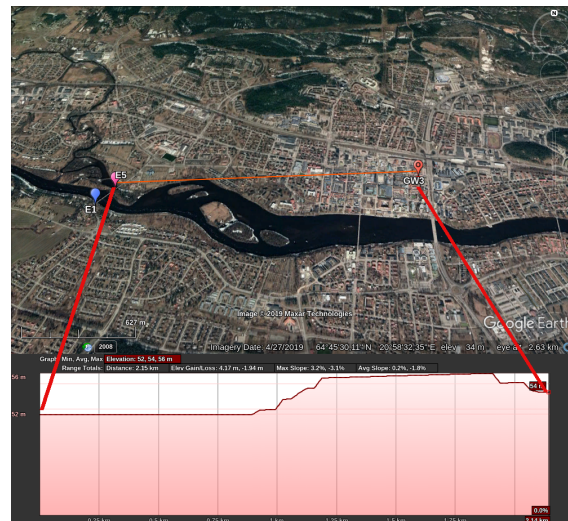 N
E5
GW3
E1
Image © 2019 Maxar Technologies
627 m
Google Earth
2008
Imagery Date: 4/27/2019 64°45'30.11" N, 20°58'32.35" E, elev 34 m eye alt 2.63 km
Graph: Min, Avg, Max Elevation: 52, 54, 56 m
Range Totals: Distance: 2.15 km Elev Gain/Loss: 4.17 m, -1.94 m Max Slope: 3.2%, -3.1% Avg Slope: 0.2%, -1.8%
56 m
54 m
52 m
0.0%
0.25 km 0.5 km 0.75 km 1 km 1.25 km 1.5 km 1.75 km 2.14 km